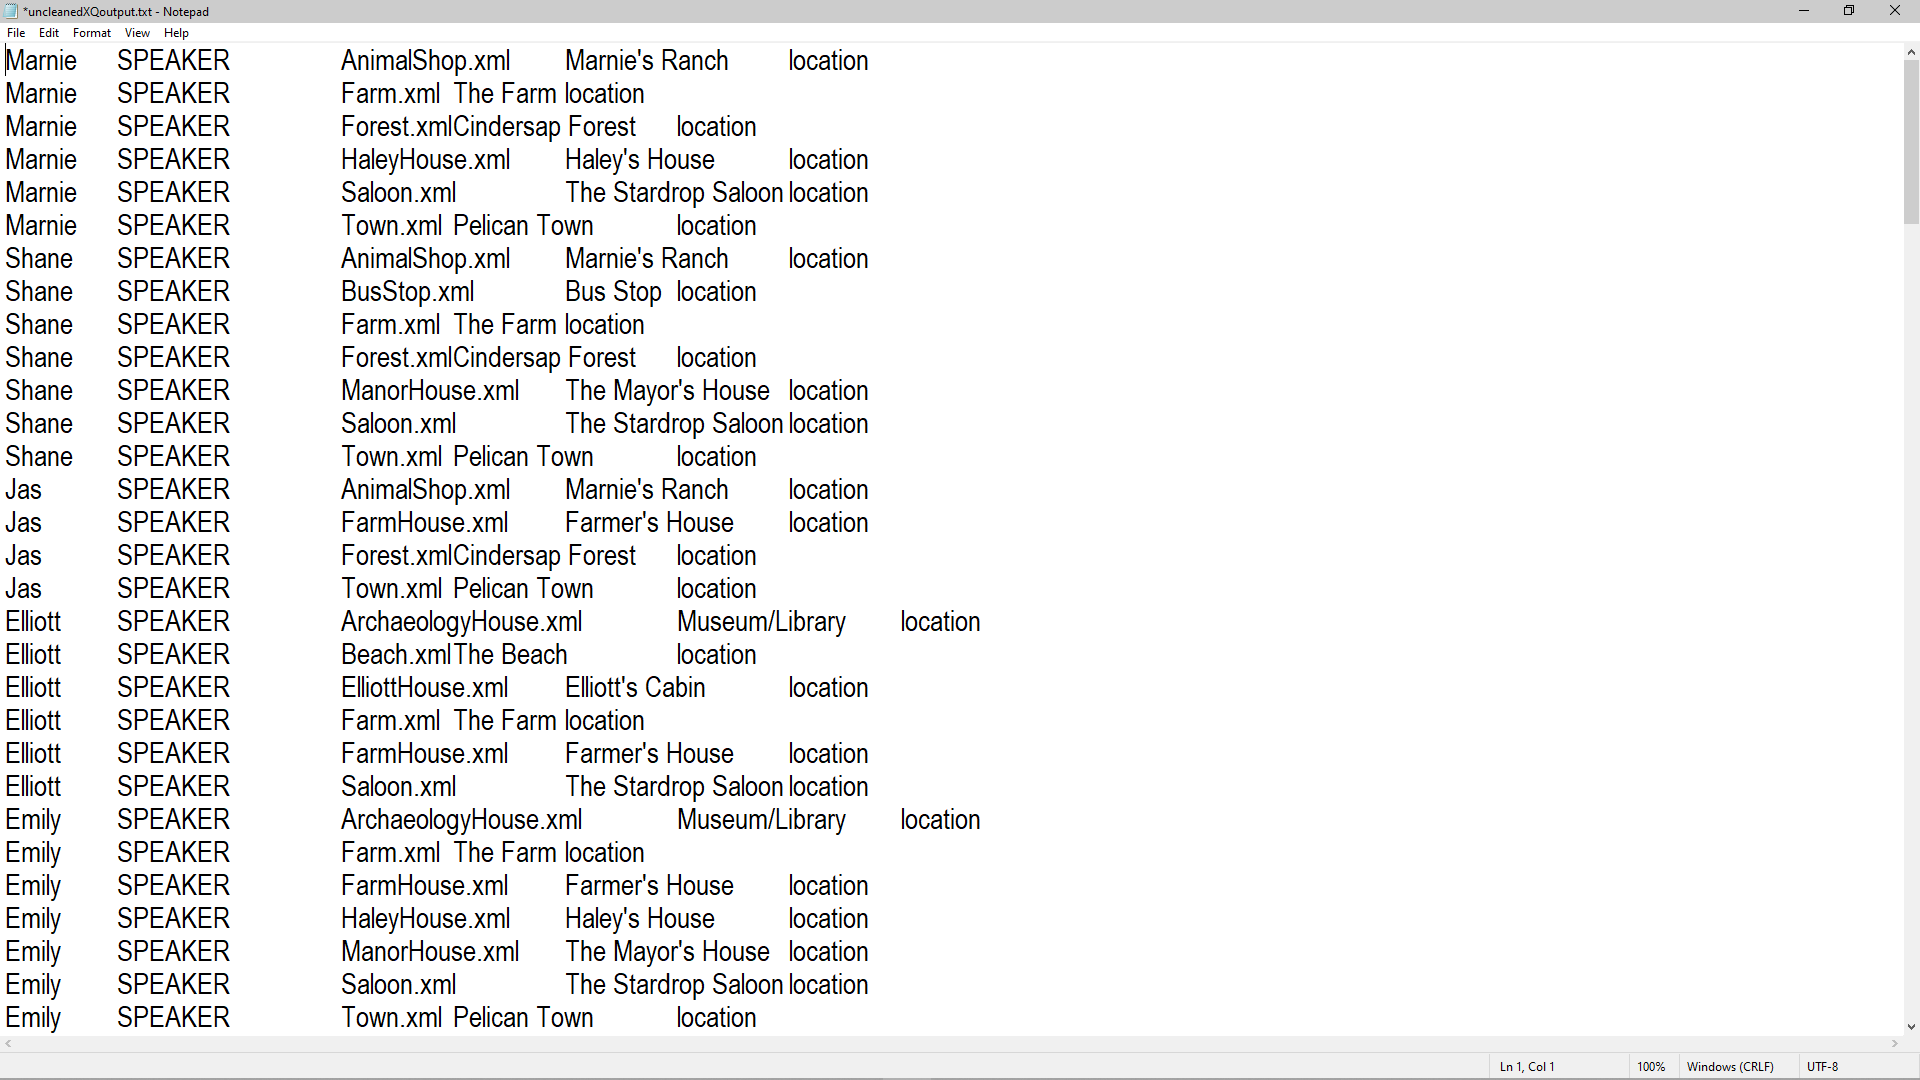 *uncleanedXQoutput.txt - Notepad
File Edit Format View Help
Marnie SPEAKER AnimalShop.xml Marnie's Ranch location
Marnie SPEAKER Farm.xml The Farm location
Marnie SPEAKER Forest.xml Cindersap Forest location
Marnie SPEAKER HaleyHouse.xml Haley's House location
Marnie SPEAKER Saloon.xml The Stardrop Saloon location
Marnie SPEAKER Town.xml Pelican Town location
Shane SPEAKER AnimalShop.xml Marnie's Ranch location
Shane SPEAKER BusStop.xml Bus Stop location
Shane SPEAKER Farm.xml The Farm location
Shane SPEAKER Forest.xml Cindersap Forest location
Shane SPEAKER ManorHouse.xml The Mayor's House location
Shane SPEAKER Saloon.xml The Stardrop Saloon location
Shane SPEAKER Town.xml Pelican Town location
Jas SPEAKER AnimalShop.xml Marnie's Ranch location
Jas SPEAKER FarmHouse.xml Farmer's House location
Jas SPEAKER Forest.xml Cindersap Forest location
Jas SPEAKER Town.xml Pelican Town location
Elliott SPEAKER ArchaeologyHouse.xml Museum/Library location
Elliott SPEAKER Beach.xml The Beach location
Elliott SPEAKER ElliottHouse.xml Elliott's Cabin location
Elliott SPEAKER Farm.xml The Farm location
Elliott SPEAKER FarmHouse.xml Farmer's House location
Elliott SPEAKER Saloon.xml The Stardrop Saloon location
Emily SPEAKER ArchaeologyHouse.xml Museum/Library location
Emily SPEAKER Farm.xml The Farm location
Emily SPEAKER FarmHouse.xml Farmer's House location
Emily SPEAKER HaleyHouse.xml Haley's House location
Emily SPEAKER ManorHouse.xml The Mayor's House location
Emily SPEAKER Saloon.xml The Stardrop Saloon location
Emily SPEAKER Town.xml Pelican Town location
Ln 1, Col 1 100% Windows (CRLF) UTF-8